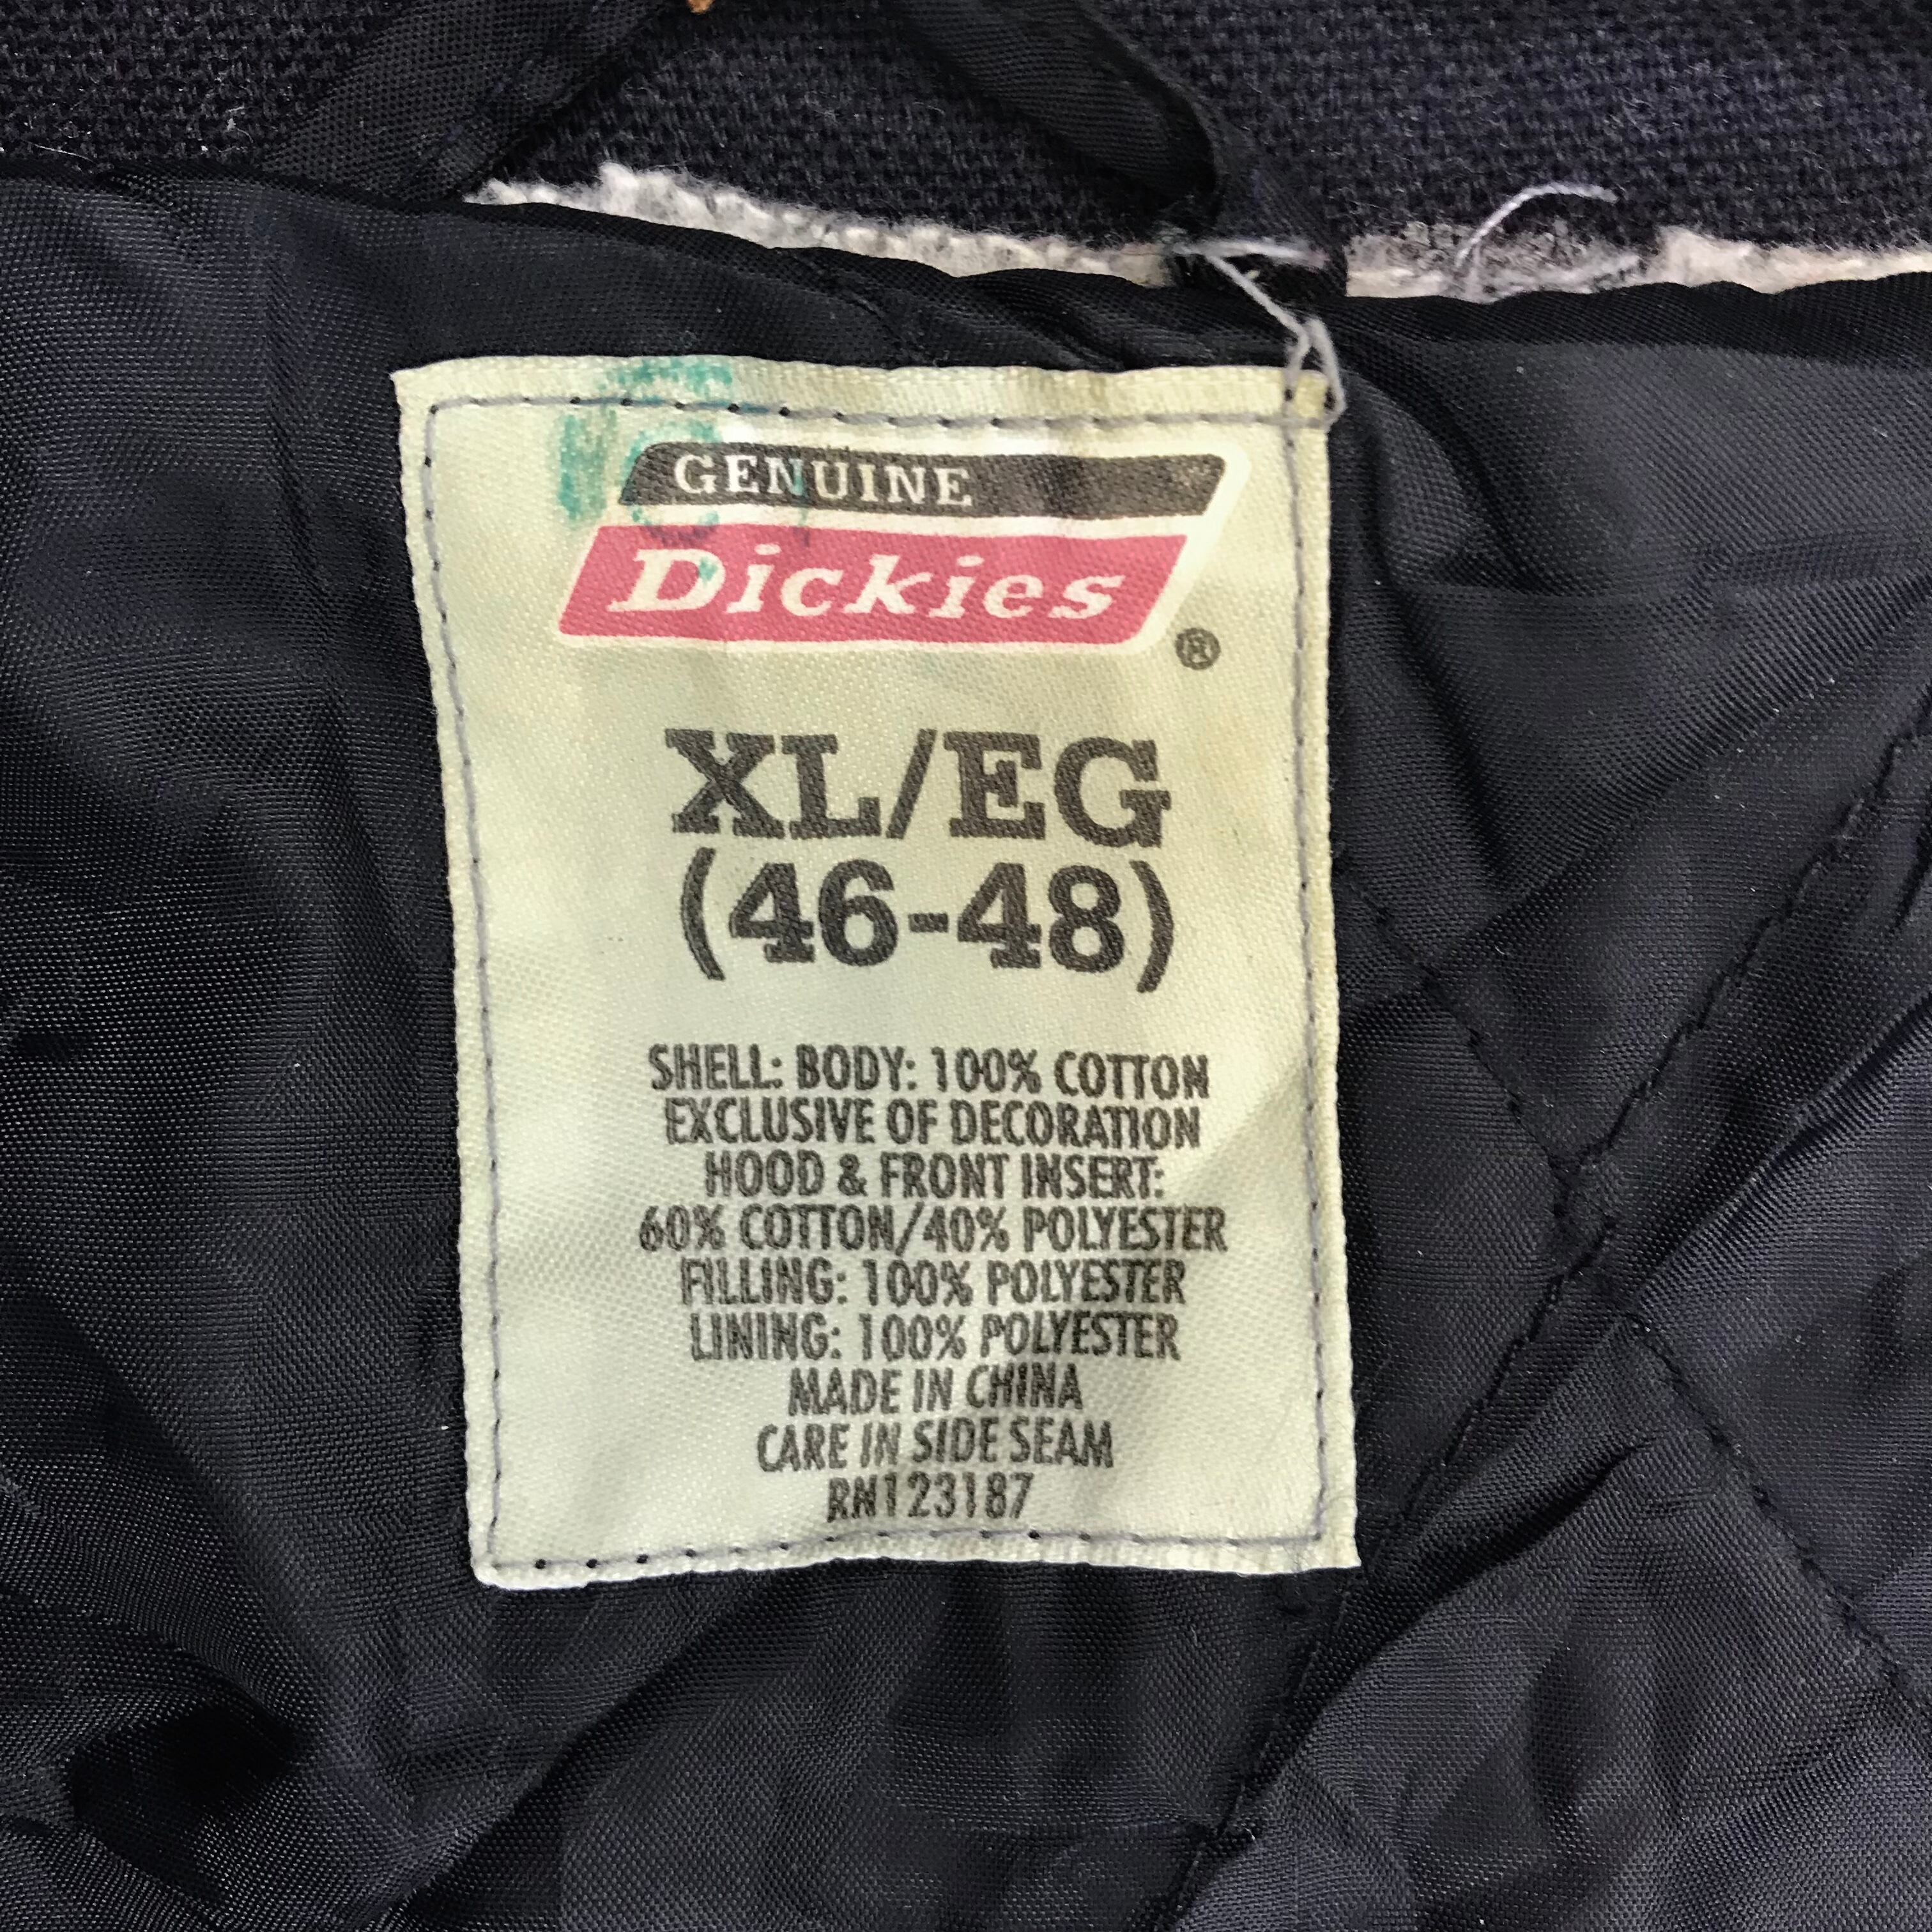 GENUINE
Dickies
®
XL/EG
(46-48)
SHELL: BODY: 100% COTTON
EXCLUSIVE OF DECORATION
HOOD & FRONT INSERT:
60% COTTON/40% POLYESTER
FILLING: 100% POLYESTER
LINING: 100% POLYESTER
MADE IN CHINA
CARE IN SIDE SEAM
RN123187